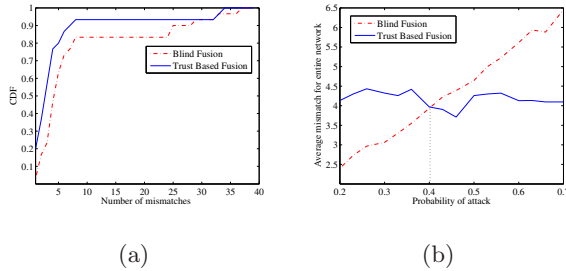 1
0.9
0.8
0.7
0.6
0.5
0.4
0.3
0.2
0.1
CDF
Blind Fusion
Trust Based Fusion
5 10 15 20 25 30 35 40
Number of mismatches
(a)
6.5
6
5.5
5
4.5
4
3.5
3
2.5
Average mismatch for entire network
Blind Fusion
Trust Based Fusion
0.2 0.3 0.4 0.5 0.6 0.7
Probability of attack
(b)